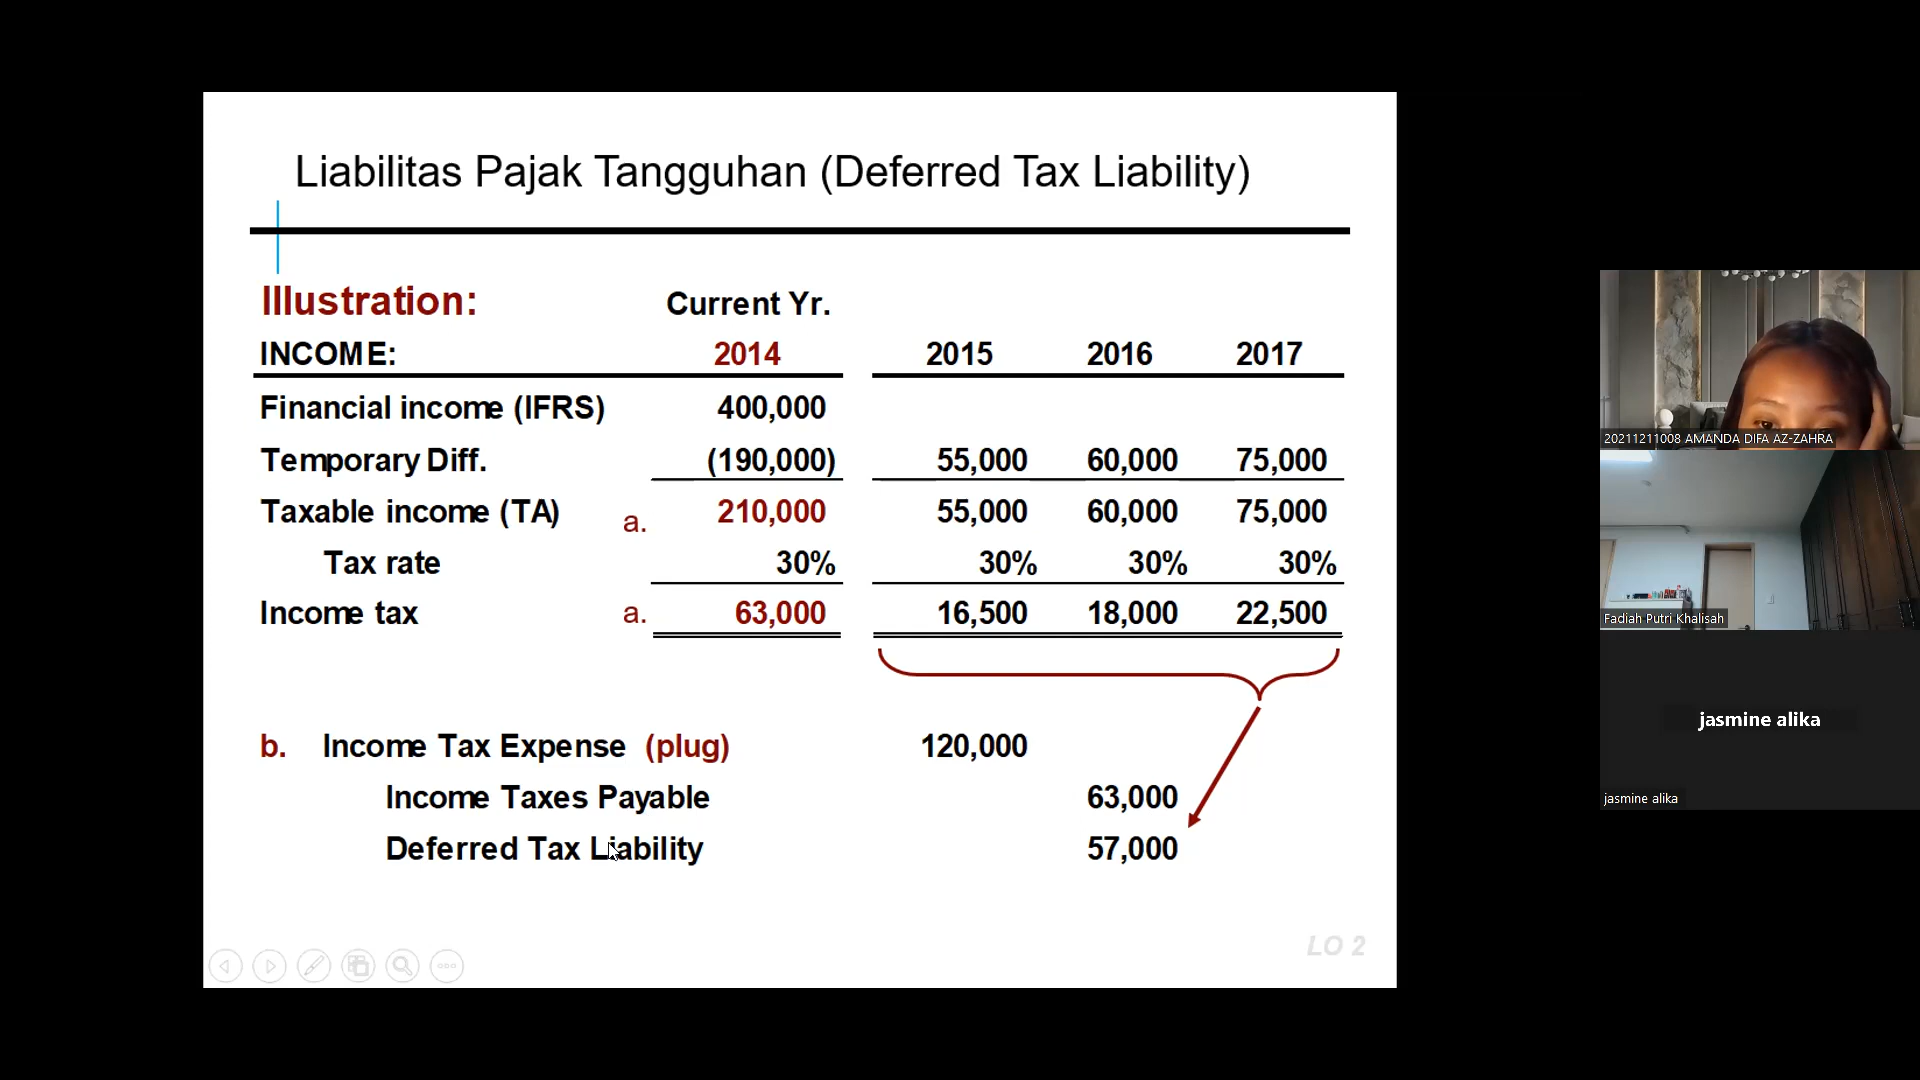 Liabilitas Pajak Tangguhan (Deferred Tax Liability)
Illustration: Current Yr.
INCOME: 2014 2015 2016 2017
Financial income (IFRS) 400,000
Temporary Diff. (190,000) 55,000 60,000 75,000
Taxable income (TA) a. 210,000 55,000 60,000 75,000
Tax rate 30% 30% 30% 30%
Income tax a. 63,000 16,500 18,000 22,500
b. Income Tax Expense (plug) 120,000
Income Taxes Payable 63,000
Deferred Tax Liability 57,000
LO 2
20211211008 AMANDA DIFA AZ-ZAHRA
Fadiah Putri Khalisah
jasmine alika
jasmine alika